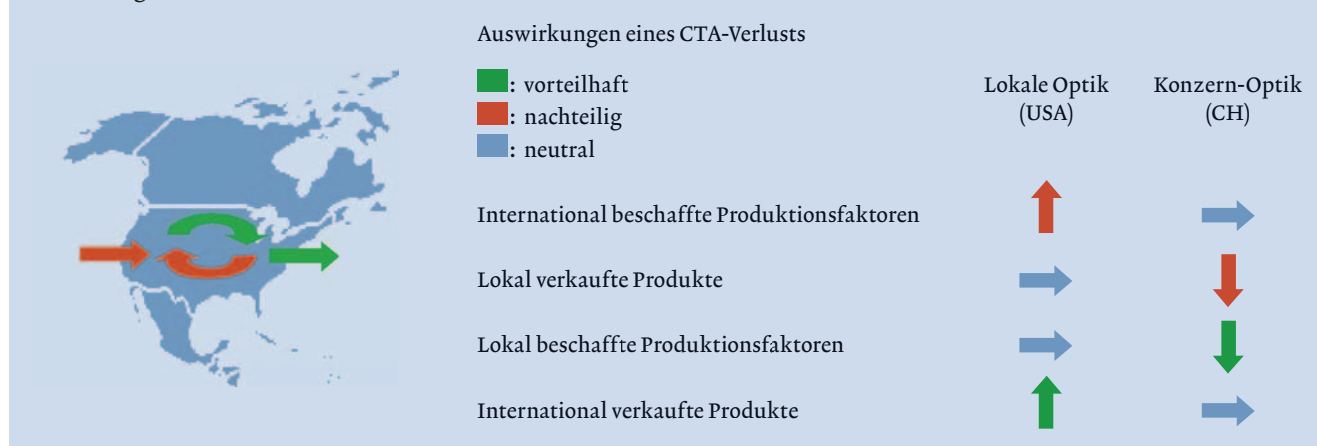 Auswirkungen eines CTA-Verlusts
: vorteilhaft
: nachteilig
: neutral
Lokale Optik
(USA)
Konzern-Optik
(CH)
International beschaffte Produktionsfaktoren
Lokal verkaufte Produkte
Lokal beschaffte Produktionsfaktoren
International verkaufte Produkte